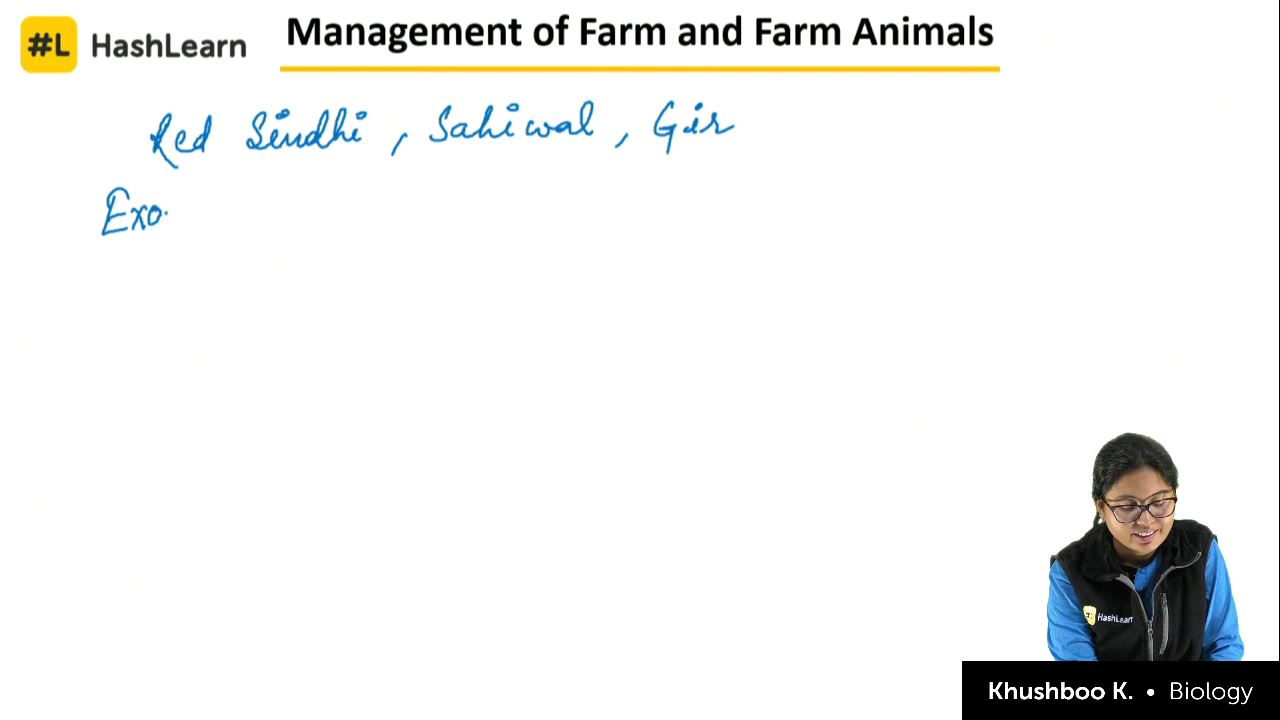 #L HashLearn
Management of Farm and Farm Animals
Red Sindhi, Sahiwal, Gir
Exo
HashLearn
Khushboo K. • Biology